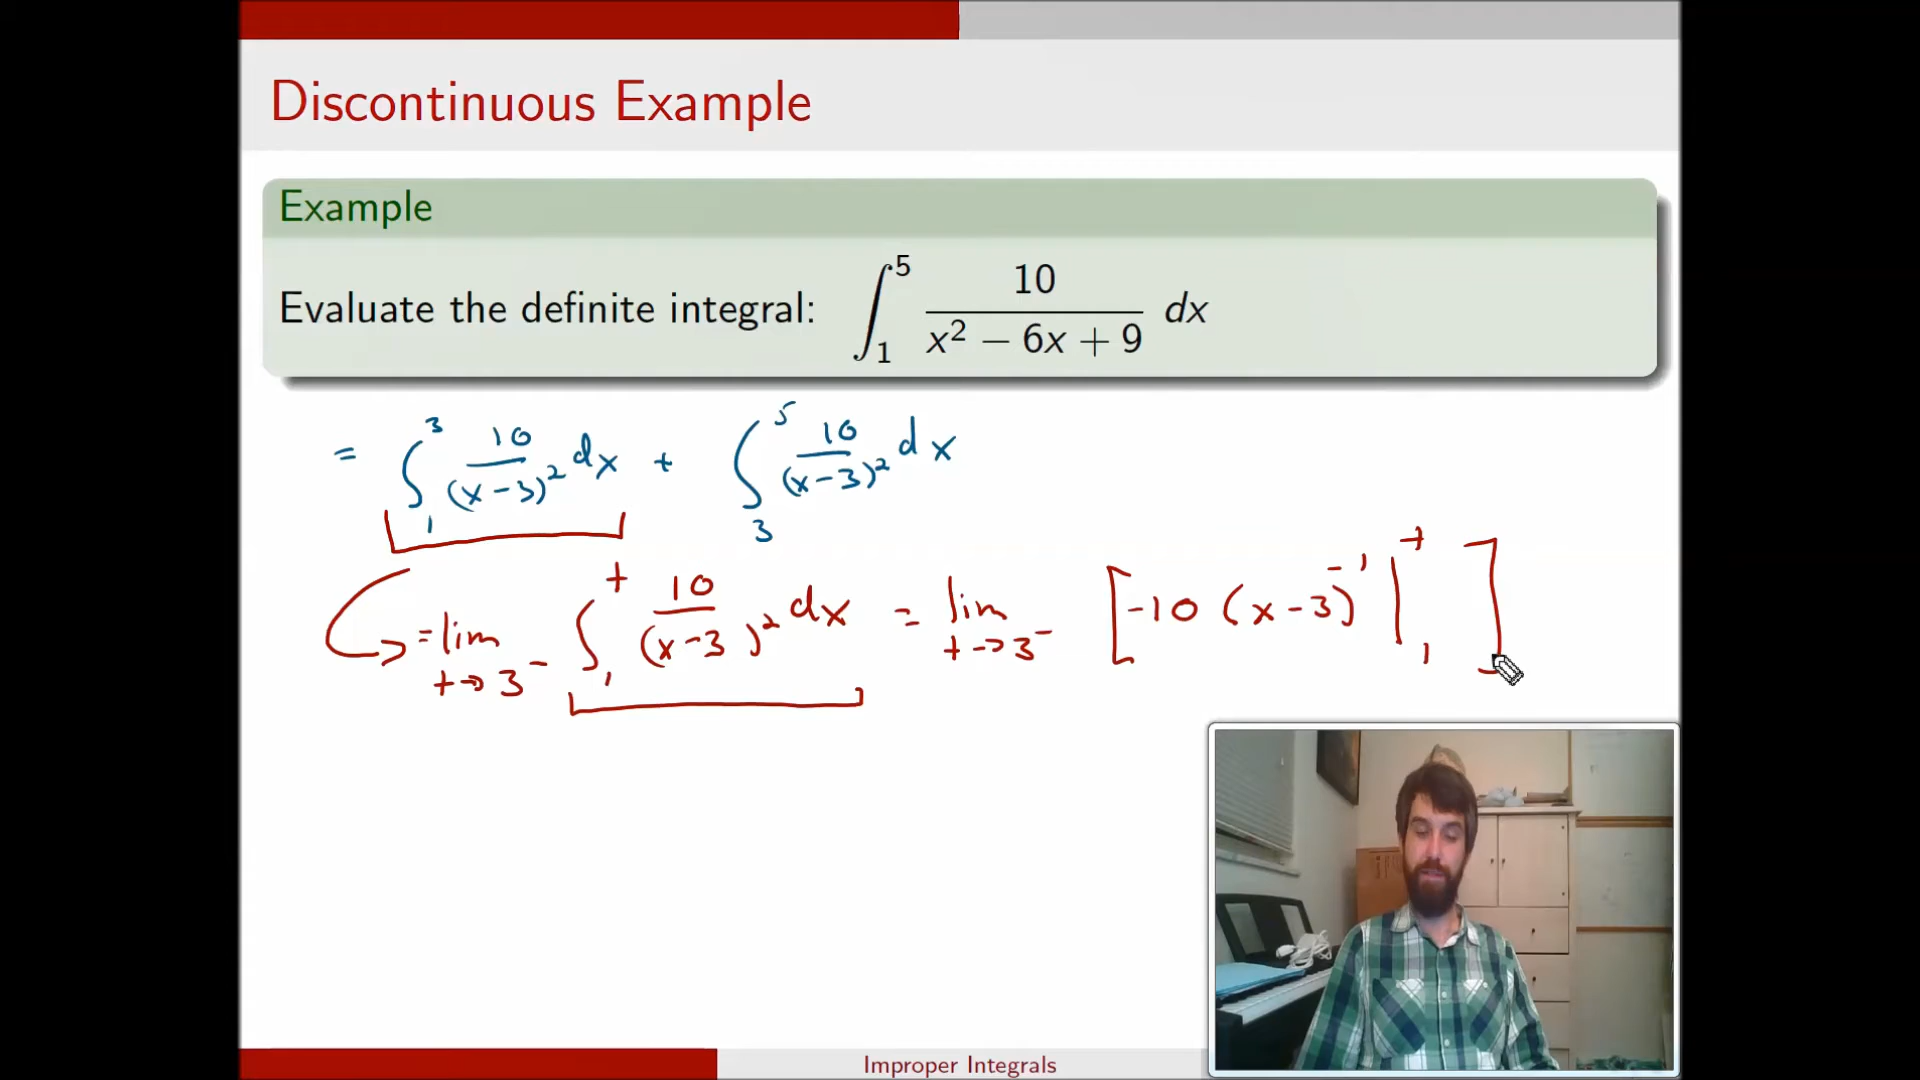 Discontinuous Example
Example
Evaluate the definite integral: ∫₁⁵ 10/(x² − 6x + 9) dx
= ∫₁³ 10/(x-3)² dx + ∫₃⁵ 10/(x-3)² dx
= lim t→3⁻ ∫₁ᵗ 10/(x-3)² dx = lim t→3⁻ [-10 (x-3)⁻¹ |₁ᵗ ]
Improper Integrals